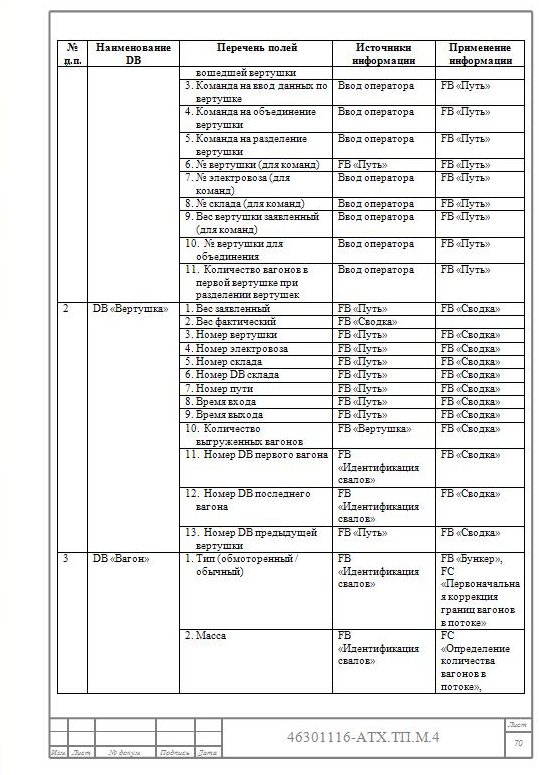 № Наименование Перечень полей Источники Применение
п.п. DB информации информации
вошедшей вертушки
3. Команда на ввод данных по Ввод оператора FB «Путь»
вертушке
4. Команда на объединение Ввод оператора FB «Путь»
вертушки
5. Команда на разделение Ввод оператора FB «Путь»
вертушки
6. № вертушки (для команд) FB «Путь» FB «Путь»
7. № электровоза (для Ввод оператора FB «Путь»
команд)
8. № склада (для команд) Ввод оператора FB «Путь»
9. Вес вертушки заявленный Ввод оператора FB «Путь»
(для команд)
10. № вертушки для Ввод оператора FB «Путь»
объединения
11. Количество вагонов в Ввод оператора FB «Путь»
первой вертушке при
разделении вертушек
2 DB «Вертушка» 1. Вес заявленный FB «Путь» FB «Сводка»
2. Вес фактический FB «Сводка»
3. Номер вертушки FB «Путь» FB «Сводка»
4. Номер электровоза FB «Путь» FB «Сводка»
5. Номер склада FB «Путь» FB «Сводка»
6. Номер DB склада FB «Путь» FB «Сводка»
7. Номер пути FB «Путь» FB «Сводка»
8. Время входа FB «Путь» FB «Сводка»
9. Время выхода FB «Путь» FB «Сводка»
10. Количество FB «Вертушка» FB «Сводка»
выгруженных вагонов
11. Номер DB первого вагона FB FB «Сводка»
«Идентификация
свалов»
12. Номер DB последнего FB FB «Сводка»
вагона «Идентификация
свалов»
13. Номер DB предыдущей FB «Путь» FB «Сводка»
вертушки
3 DB «Вагон» 1. Тип (обмоторенный / FB FB «Бункер»,
обычный) «Идентификация FC
свалов» «Первоначальна
я коррекция
границ вагонов
в потоке»
2. Масса FB FC
«Идентификация «Определение
свалов» количества
вагонов в
потоке»,
46301116-АТХ.ТП.М.4
Лист
70
Изм. Лист № докум Подпись Дата